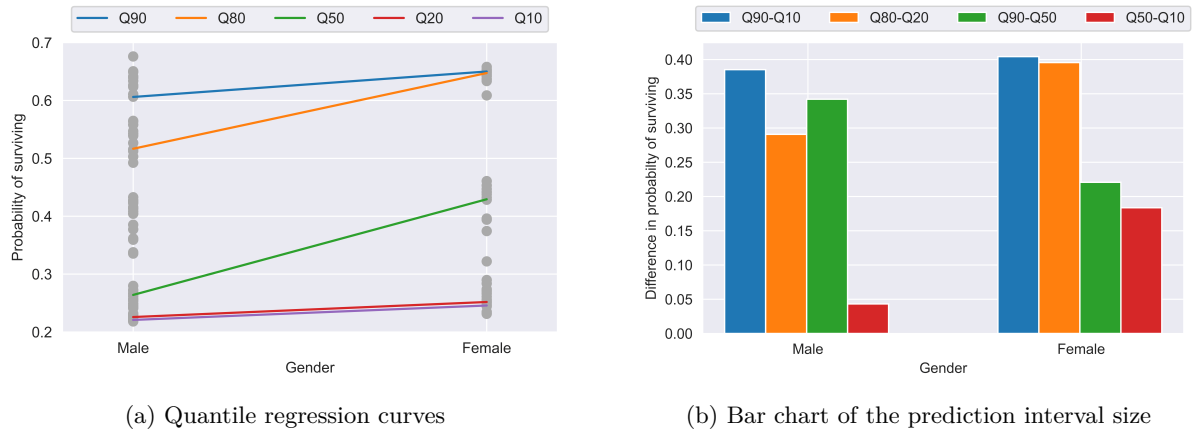 Q90 Q80 Q50 Q20 Q10
0.7
0.6
0.5
0.4
0.3
0.2
Probability of surviving
Male Female
Gender
(a) Quantile regression curves
Q90-Q10 Q80-Q20 Q90-Q50 Q50-Q10
0.40
0.35
0.30
0.25
0.20
0.15
0.10
0.05
0.00
Difference in probabilty of surviving
Male Female
Gender
(b) Bar chart of the prediction interval size